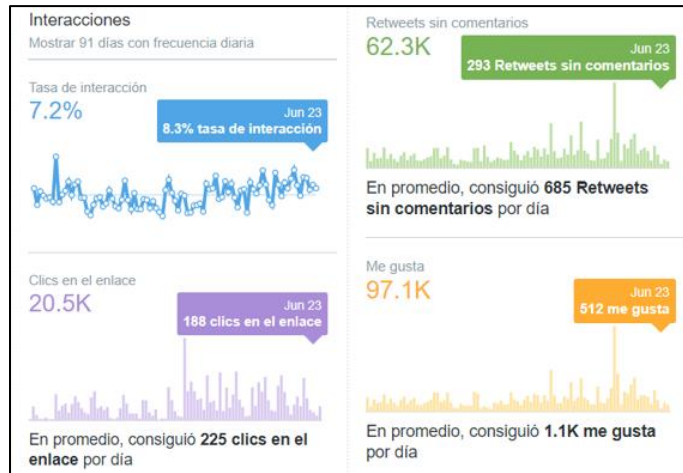 Interacciones
Mostrar 91 días con frecuencia diaria
Tasa de interacción
7.2%
Jun 23
8.3% tasa de interacción
Clics en el enlace
20.5K
Jun 23
188 clics en el enlace
En promedio, consiguió 225 clics en el
enlace por día
Retweets sin comentarios
62.3K
Jun 23
293 Retweets sin comentarios
En promedio, consiguió 685 Retweets
sin comentarios por día
Me gusta
97.1K
Jun 23
512 me gusta
En promedio, consiguió 1.1K me gusta
por día